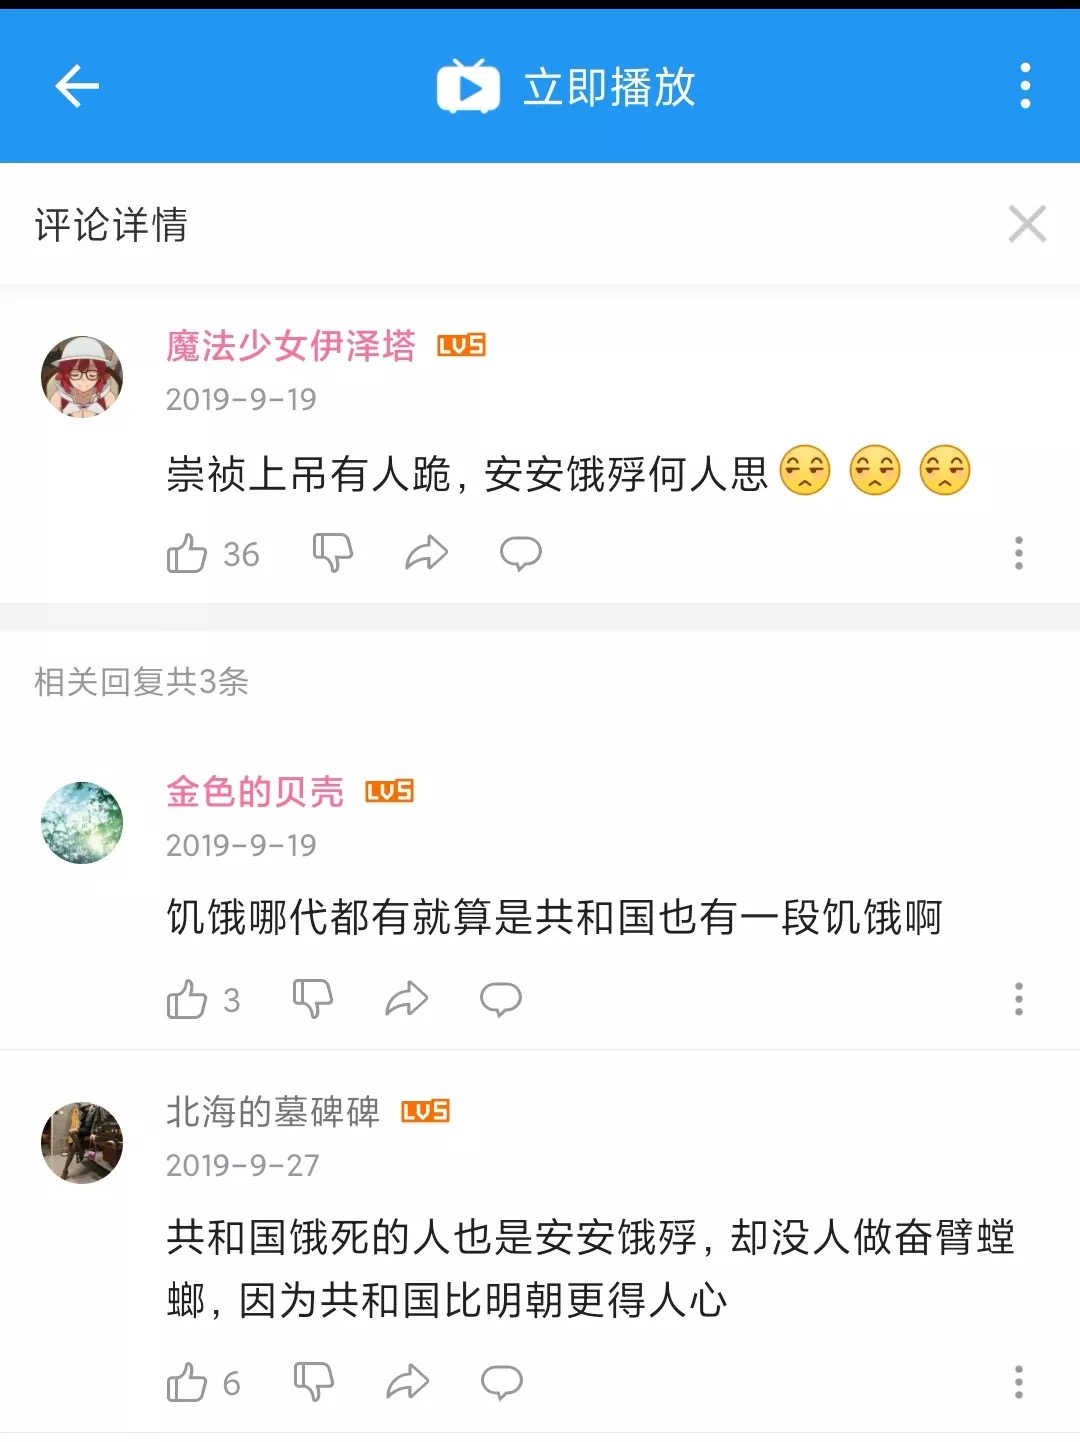 立即播放
评论详情
魔法少女伊泽塔 LV5
2019-9-19
崇祯上吊有人跪，安安饿殍何人思
36
相关回复共3条
金色的贝壳 LV5
2019-9-19
饥饿哪代都有就算是共和国也有一段饥饿啊
3
北海的墓碑碑 LV5
2019-9-27
共和国饿死的人也是安安饿殍，却没人做奋臂螳
螂，因为共和国比明朝更得人心
6